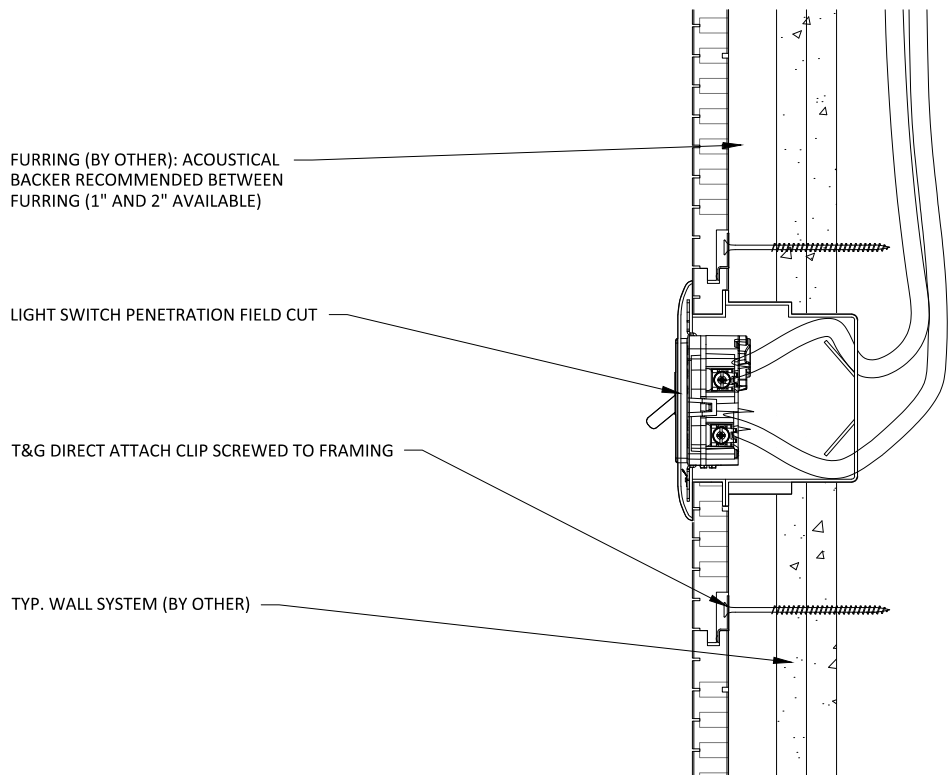 FURRING (BY OTHER): ACOUSTICAL
BACKER RECOMMENDED BETWEEN
FURRING (1" AND 2" AVAILABLE)
LIGHT SWITCH PENETRATION FIELD CUT
T&G DIRECT ATTACH CLIP SCREWED TO FRAMING
TYP. WALL SYSTEM (BY OTHER)